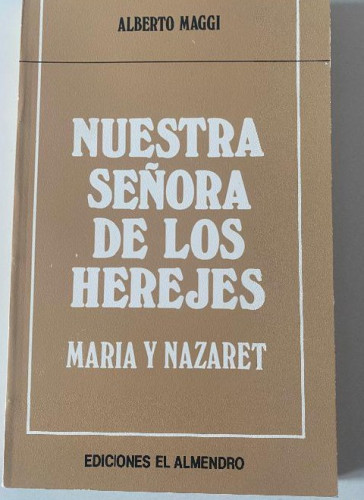 ALBERTO MAGGI
NUESTRA
SEÑORA
DE LOS
HEREJES
MARIA Y NAZARET
EDICIONES EL ALMENDRO